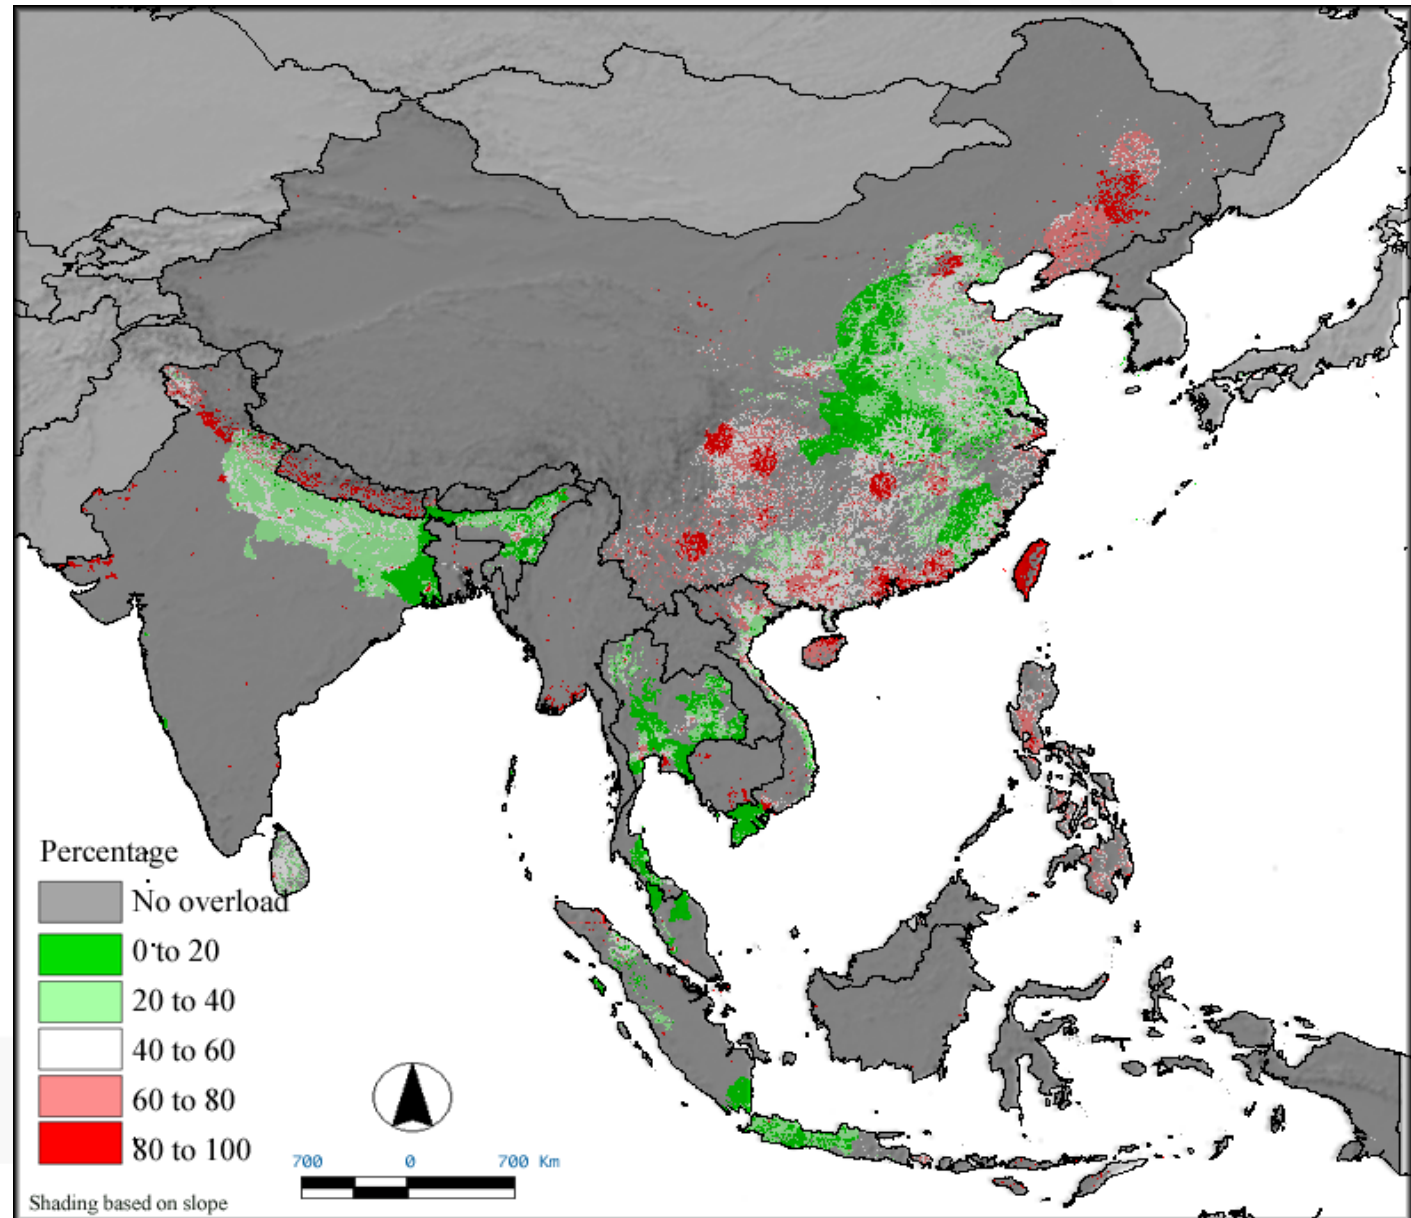 Percentage
No overload
0 to 20
20 to 40
40 to 60
60 to 80
80 to 100
700 0 700 Km
Shading based on slope